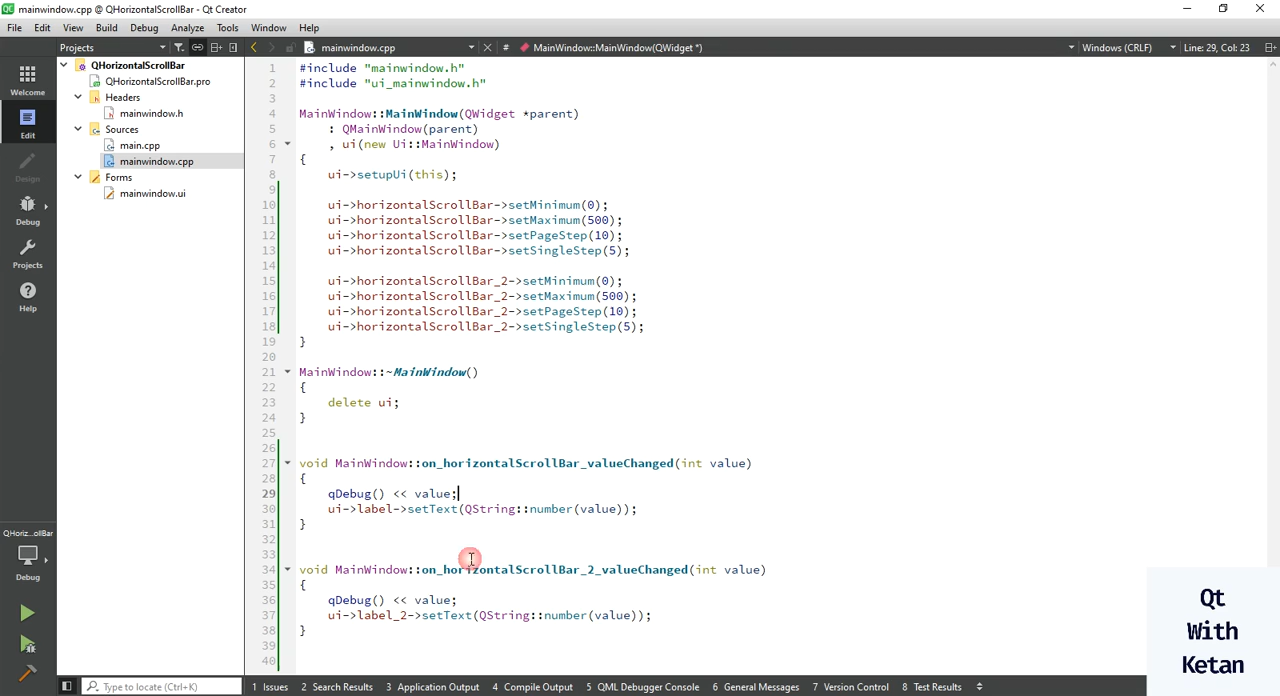 mainwindow.cpp @ QHorizontalScrollBar - Qt Creator
File Edit View Build Debug Analyze Tools Window Help
Projects mainwindow.cpp # MainWindow::MainWindow(QWidget *) Windows (CRLF) Line: 29, Col: 23
Welcome
Edit
Design
Debug
Projects
Help
QHoriz...ollBar
Debug
QHorizontalScrollBar
QHorizontalScrollBar.pro
Headers
mainwindow.h
Sources
main.cpp
mainwindow.cpp
Forms
mainwindow.ui
1 #include "mainwindow.h"
2 #include "ui_mainwindow.h"
3
4 MainWindow::MainWindow(QWidget *parent)
5 : QMainWindow(parent)
6 , ui(new Ui::MainWindow)
7 {
8 ui->setupUi(this);
9
10 ui->horizontalScrollBar->setMinimum(0);
11 ui->horizontalScrollBar->setMaximum(500);
12 ui->horizontalScrollBar->setPageStep(10);
13 ui->horizontalScrollBar->setSingleStep(5);
14
15 ui->horizontalScrollBar_2->setMinimum(0);
16 ui->horizontalScrollBar_2->setMaximum(500);
17 ui->horizontalScrollBar_2->setPageStep(10);
18 ui->horizontalScrollBar_2->setSingleStep(5);
19 }
20
21 MainWindow::~MainWindow()
22 {
23 delete ui;
24 }
25
26
27 void MainWindow::on_horizontalScrollBar_valueChanged(int value)
28 {
29 qDebug() << value;
30 ui->label->setText(QString::number(value));
31 }
32
33
34 void MainWindow::on_horizontalScrollBar_2_valueChanged(int value)
35 {
36 qDebug() << value;
37 ui->label_2->setText(QString::number(value));
38 }
39
40
Qt
With
Ketan
Type to locate (Ctrl+K) 1 Issues 2 Search Results 3 Application Output 4 Compile Output 5 QML Debugger Console 6 General Messages 7 Version Control 8 Test Results